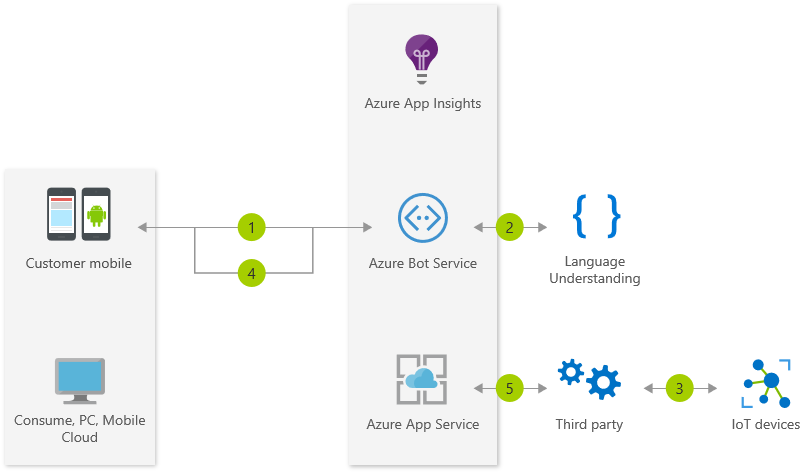 Azure App Insights
1
2
Customer mobile
4
Azure Bot Service
Language
Understanding
5
3
Consume, PC, Mobile
Cloud
Azure App Service
Third party
IoT devices